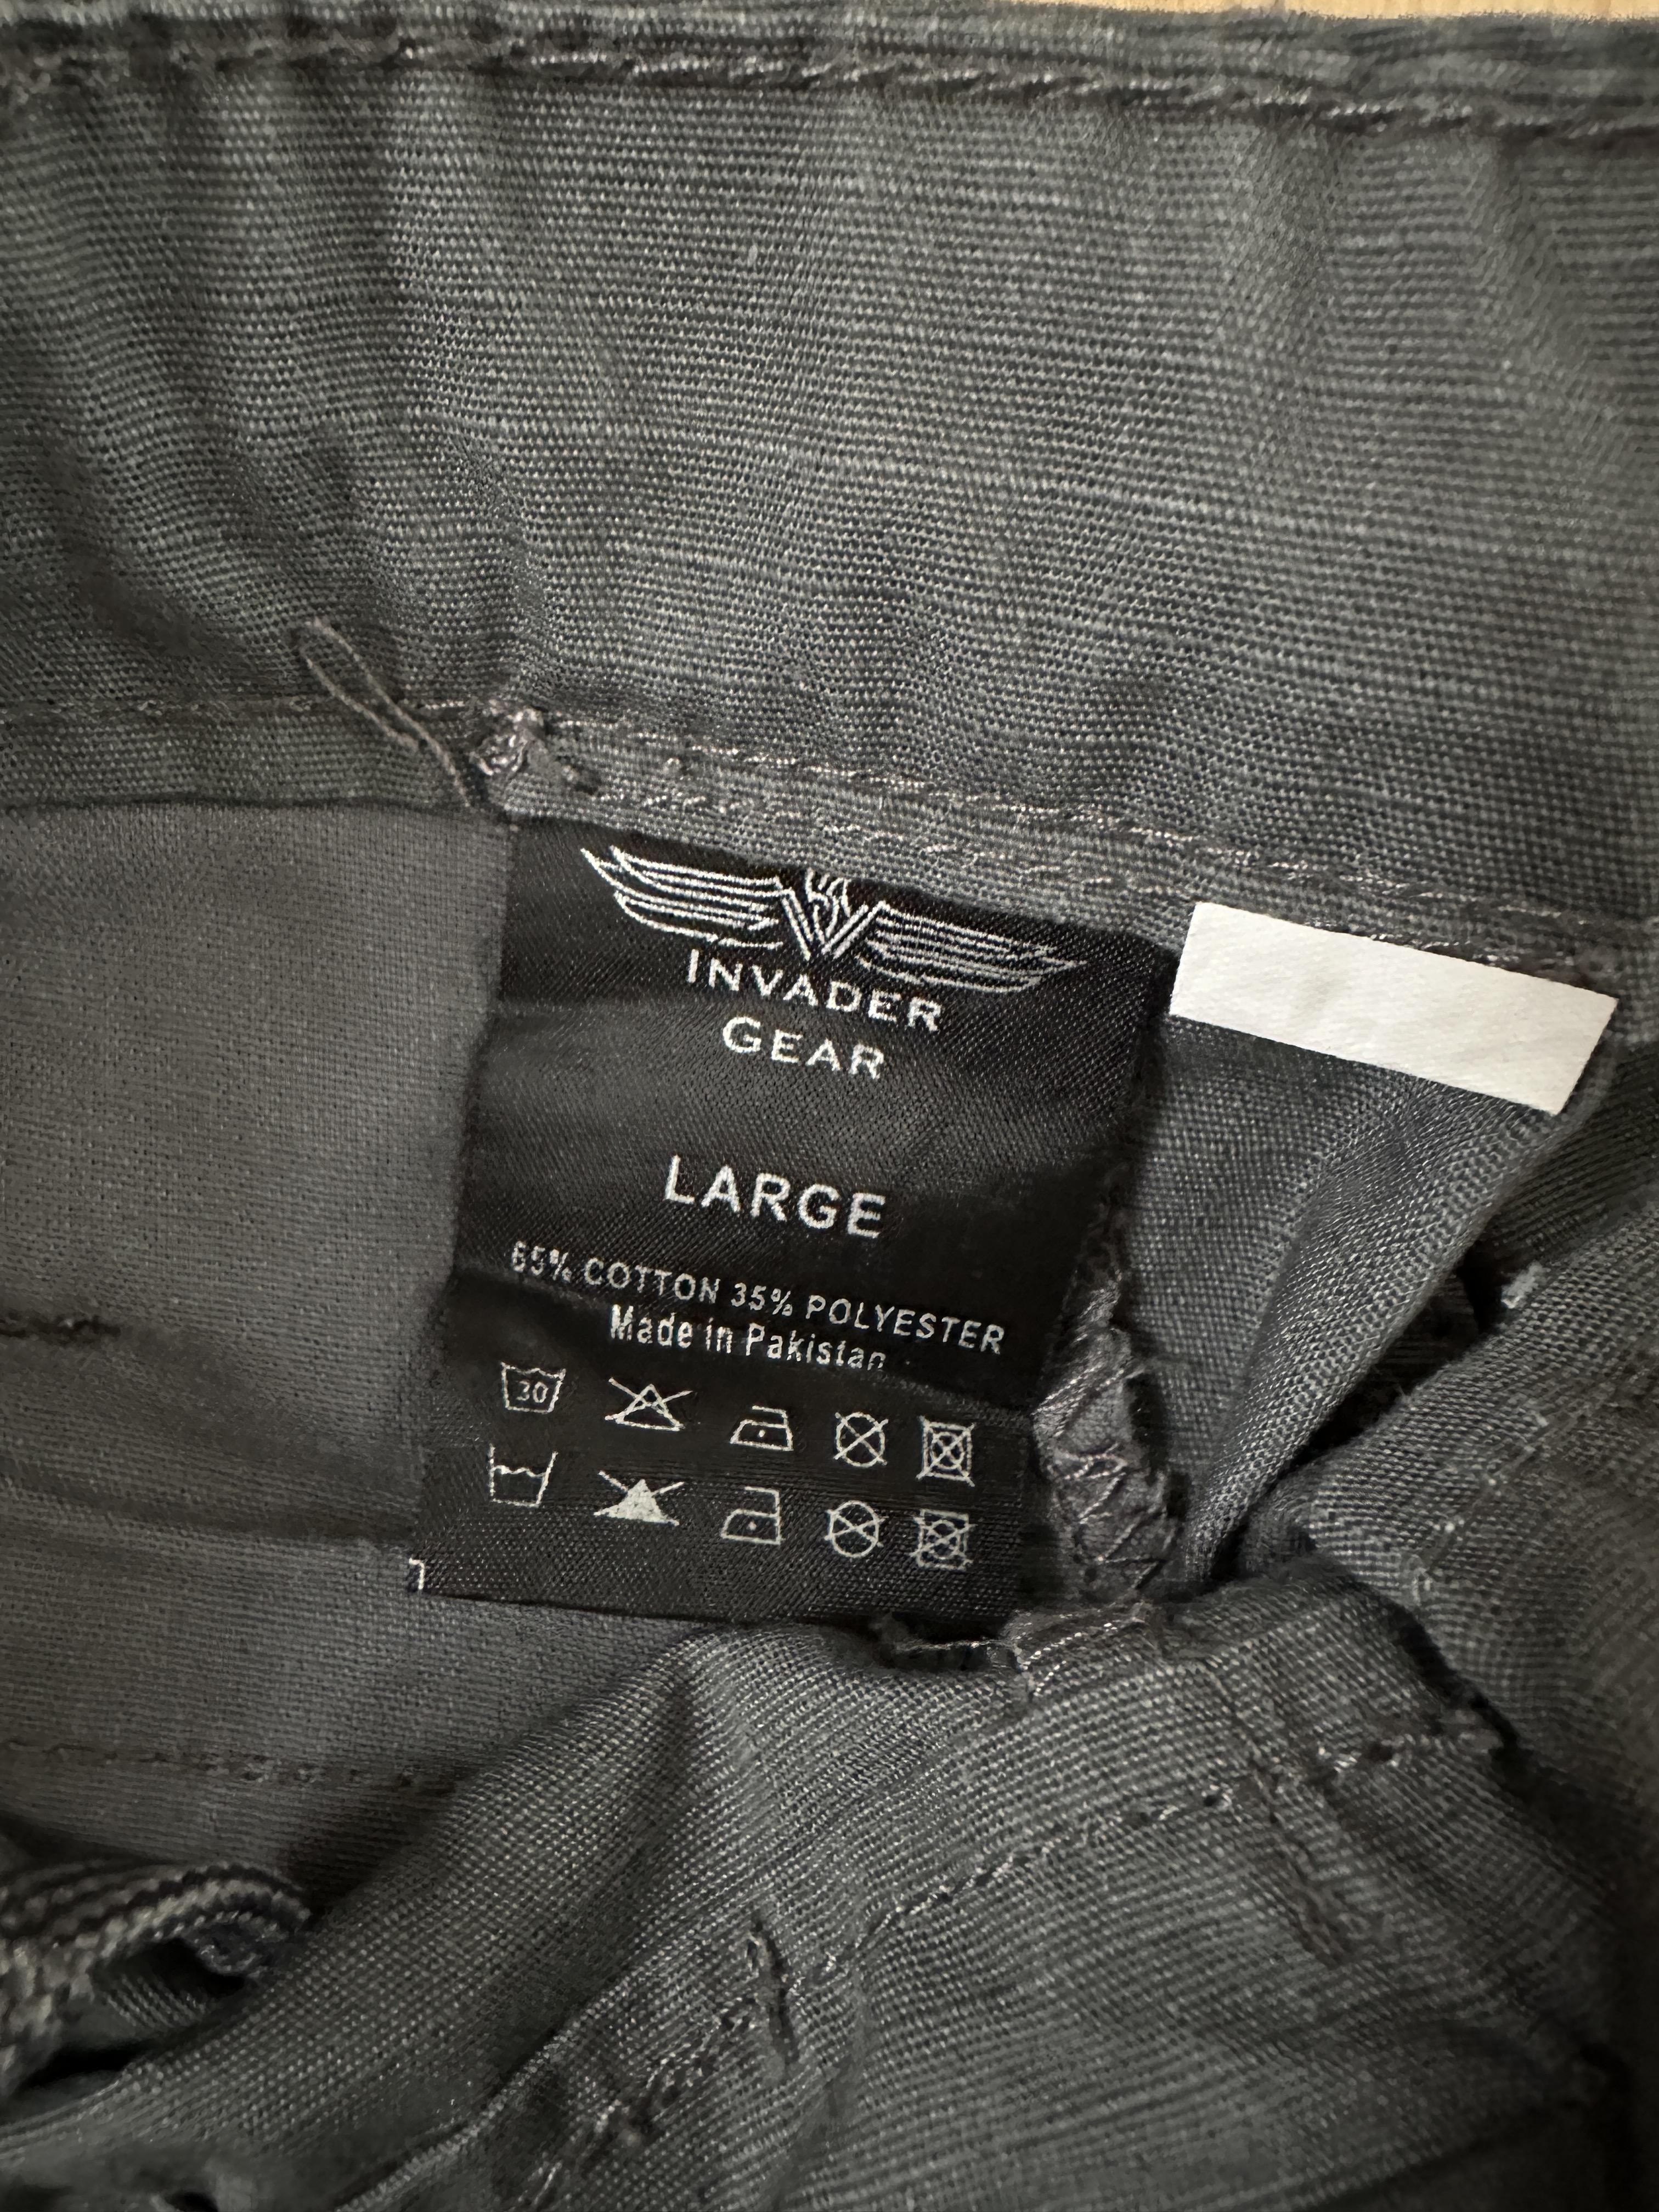 INVADER
GEAR
LARGE
65% COTTON 35% POLYESTER
Made in Pakistan
30